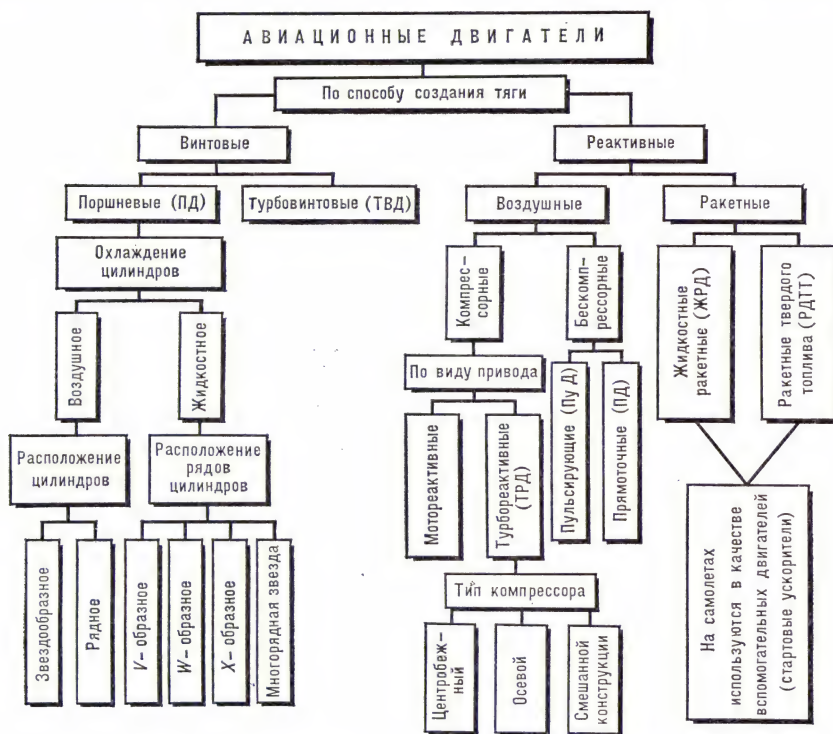 АВИАЦИОННЫЕ ДВИГАТЕЛИ
По способу создания тяги
Винтовые
Реактивные
Поршневые (ПД)
Турбовинтовые (ТВД)
Воздушные
Ракетные
Охлаждение
цилиндров
Компрес-
сорные
Бескомп-
рессорные
Жидкостные
ракетные (ЖРД)
Ракетные твердого
топлива (РДТТ)
Воздушное
Жидкостное
По виду привода
Мотореактивные
Турбореактивные
(ТРД)
Пульсирующие (Пу Д)
Прямоточные (ПД)
Расположение
цилиндров
Расположение
рядов
цилиндров
Звездообразное
Рядное
V – образное
W – образное
X – образное
Многорядная звезда
Тип компрессора
Центробеж-
ный
Осевой
Смешанной
конструкции
На самолетах
используются в качестве
вспомогательных двигателей
(стартовые ускорители)